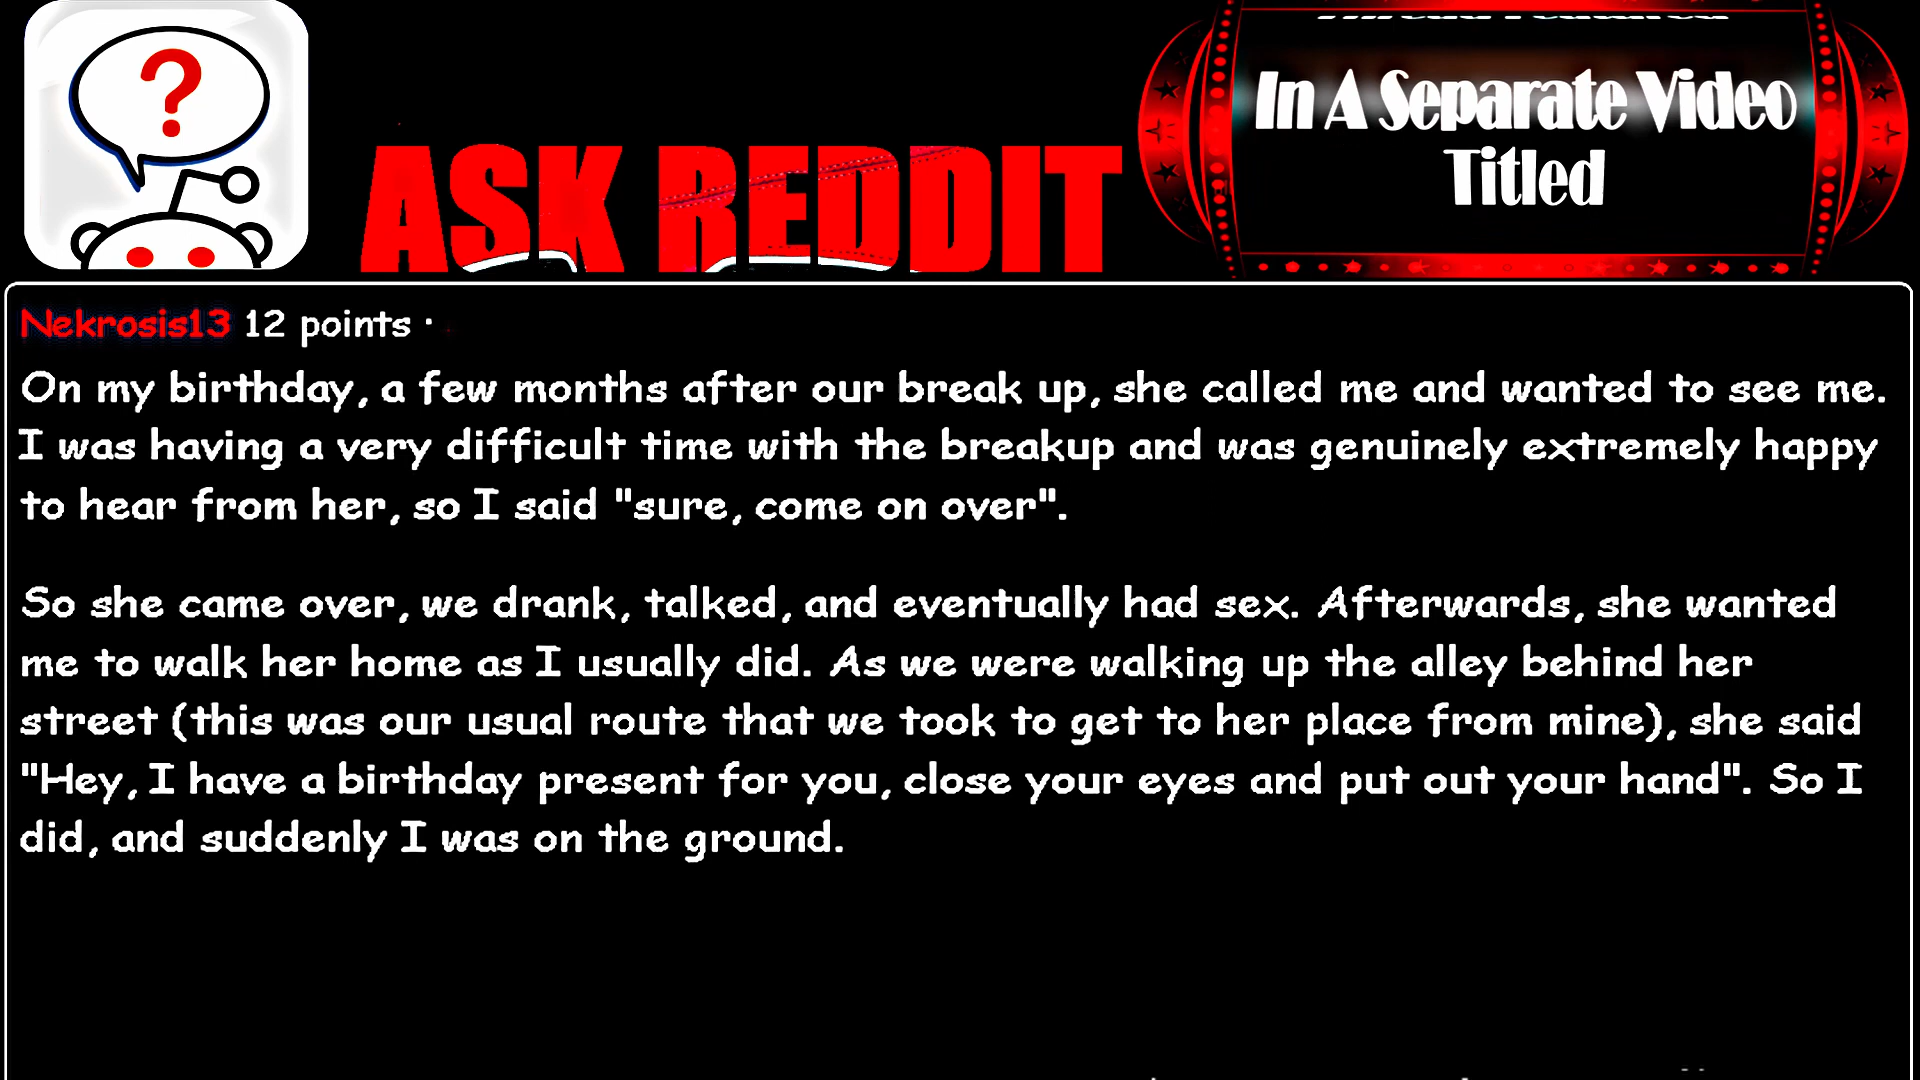 ?
ASK REDDIT
In A Separate Video
Titled
Nekrosis13 12 points ·
On my birthday, a few months after our break up, she called me and wanted to see me.
I was having a very difficult time with the breakup and was genuinely extremely happy
to hear from her, so I said "sure, come on over".
So she came over, we drank, talked, and eventually had sex. Afterwards, she wanted
me to walk her home as I usually did. As we were walking up the alley behind her
street (this was our usual route that we took to get to her place from mine), she said
"Hey, I have a birthday present for you, close your eyes and put out your hand". So I
did, and suddenly I was on the ground.